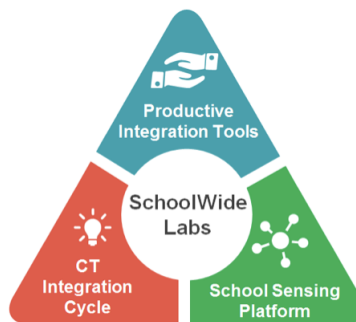 Productive
Integration Tools
SchoolWide
Labs
CT
Integration
Cycle
School Sensing
Platform